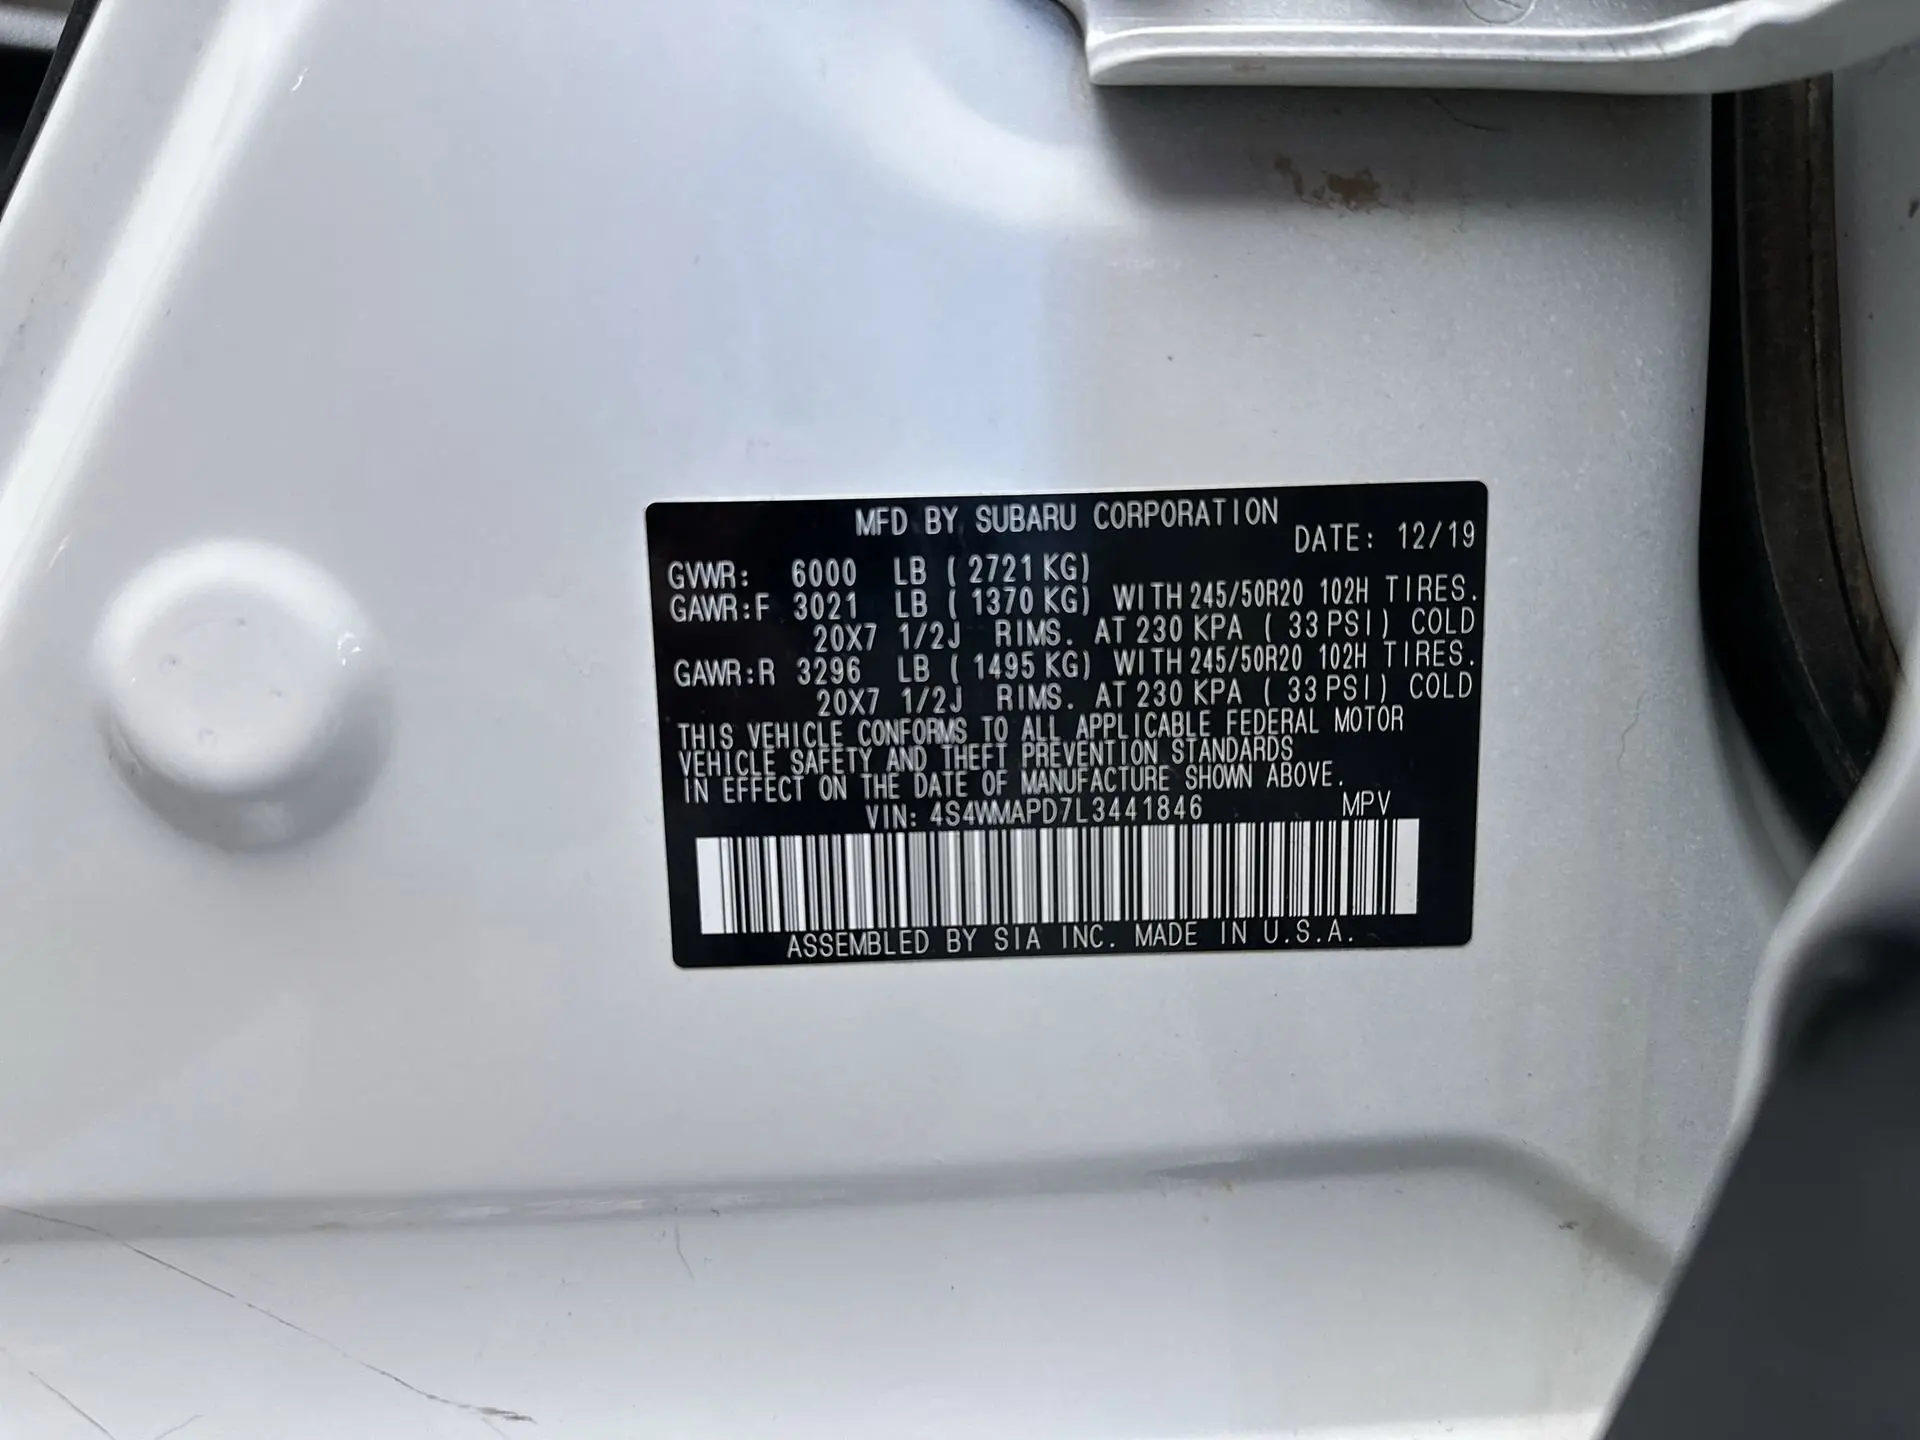 MFD BY SUBARU CORPORATION
DATE: 12/19
GVWR: 6000 LB ( 2721 KG)
GAWR:F 3021 LB ( 1370 KG) WITH 245/50R20 102H TIRES.
20X7 1/2J RIMS. AT 230 KPA ( 33 PSI) COLD
GAWR:R 3296 LB ( 1495 KG) WITH 245/50R20 102H TIRES.
20X7 1/2J RIMS. AT 230 KPA ( 33 PSI) COLD
THIS VEHICLE CONFORMS TO ALL APPLICABLE FEDERAL MOTOR
VEHICLE SAFETY AND THEFT PREVENTION STANDARDS
IN EFFECT ON THE DATE OF MANUFACTURE SHOWN ABOVE.
VIN: 4S4WMAPD7L3441846 MPV
ASSEMBLED BY SIA INC. MADE IN U.S.A.